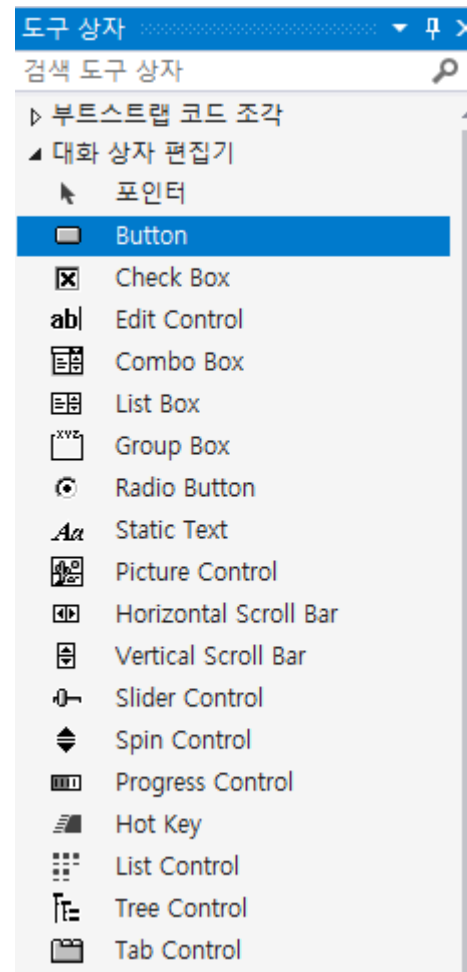 도구 상자
검색 도구 상자
부트스트랩 코드 조각
대화 상자 편집기
포인터
Button
Check Box
ab| Edit Control
Combo Box
List Box
xyz Group Box
Radio Button
Aa Static Text
Picture Control
Horizontal Scroll Bar
Vertical Scroll Bar
Slider Control
Spin Control
Progress Control
Hot Key
List Control
Tree Control
Tab Control